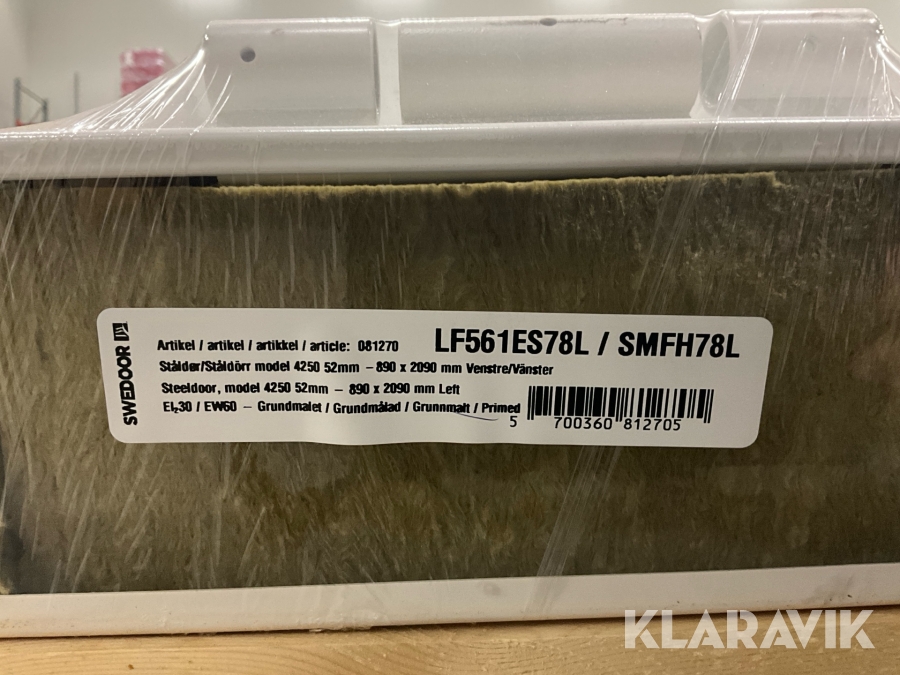 SWEDOOR
Artikel / artikel / artikkel / article: 081270
LF561ES78L / SMFH78L
Ståldør/Ståldörr model 4250 52mm – 890 x 2090 mm Venstre/Vänster
Steeldoor, model 4250 52mm – 890 x 2090 mm Left
EI₂30 / EW60 – Grundmalet / Grundmålad / Grunnmalt / Primed
5 700360 812705
KLARAVIK